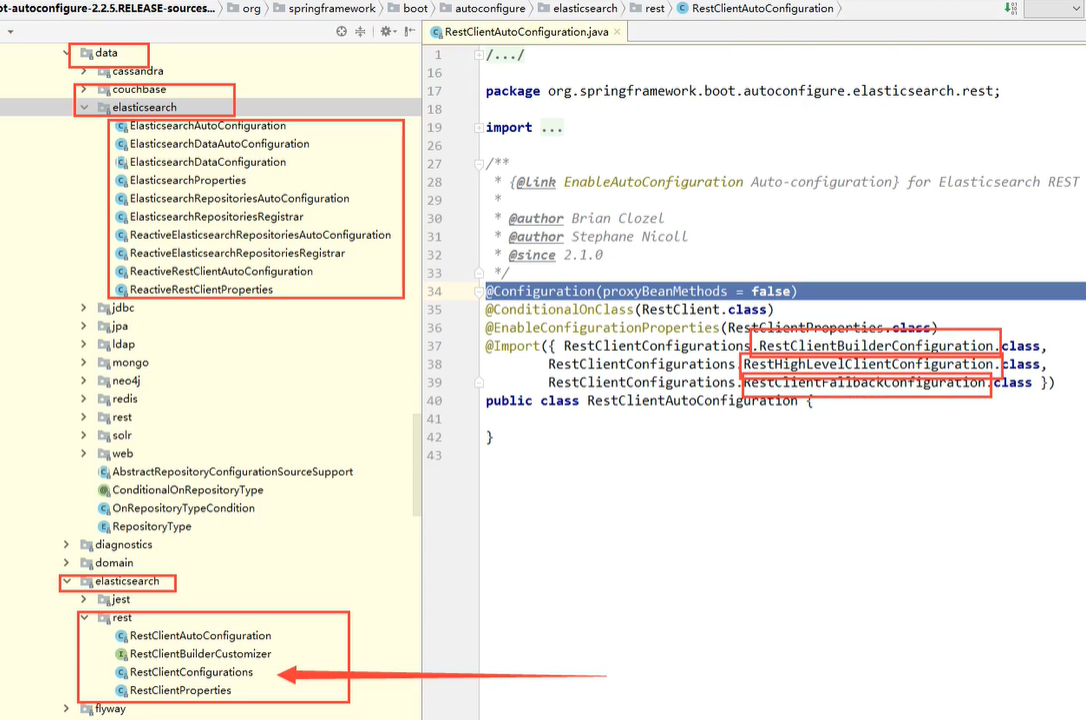 ot-autoconfigure-2.2.5.RELEASE-sources... org springframework boot autoconfigure elasticsearch rest RestClientAutoConfiguration
RestClientAutoConfiguration.java
data
cassandra
couchbase
elasticsearch
ElasticsearchAutoConfiguration
ElasticsearchDataAutoConfiguration
ElasticsearchDataConfiguration
ElasticsearchProperties
ElasticsearchRepositoriesAutoConfiguration
ElasticsearchRepositoriesRegistrar
ReactiveElasticsearchRepositoriesAutoConfiguration
ReactiveElasticsearchRepositoriesRegistrar
ReactiveRestClientAutoConfiguration
ReactiveRestClientProperties
jdbc
jpa
ldap
mongo
neo4j
redis
rest
solr
web
AbstractRepositoryConfigurationSourceSupport
ConditionalOnRepositoryType
OnRepositoryTypeCondition
RepositoryType
diagnostics
domain
elasticsearch
jest
rest
RestClientAutoConfiguration
RestClientBuilderCustomizer
RestClientConfigurations
RestClientProperties
flyway
1 /.../
16
17 package org.springframework.boot.autoconfigure.elasticsearch.rest;
18
19 import ...
26
27 /**
28 * {@link EnableAutoConfiguration Auto-configuration} for Elasticsearch REST
29 *
30 * @author Brian Clozel
31 * @author Stephane Nicoll
32 * @since 2.1.0
33 */
34 @Configuration(proxyBeanMethods = false)
35 @ConditionalOnClass(RestClient.class)
36 @EnableConfigurationProperties(RestClientProperties.class)
37 @Import({ RestClientConfigurations.RestClientBuilderConfiguration.class,
38 RestClientConfigurations.RestHighLevelClientConfiguration.class,
39 RestClientConfigurations.RestClientFallbackConfiguration.class })
40 public class RestClientAutoConfiguration {
41
42 }
43